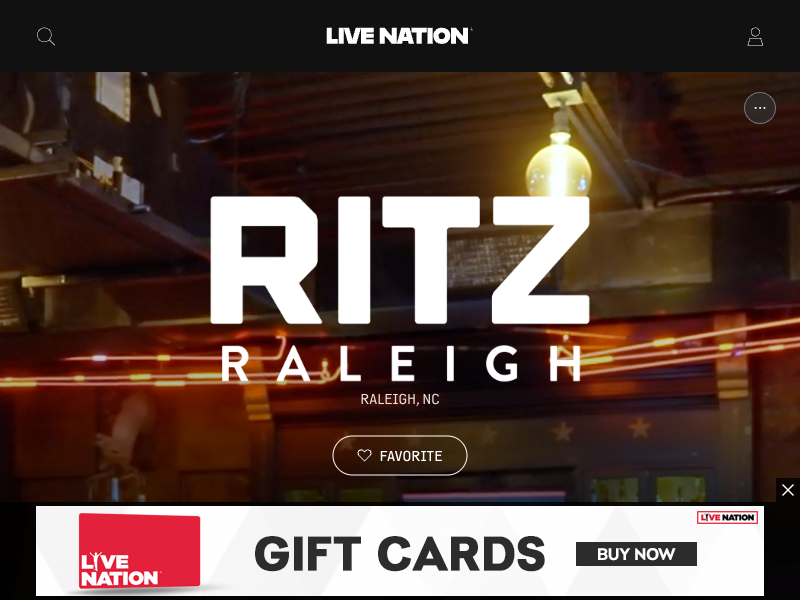 LIVE NATION
RITZ
RALEIGH
RALEIGH, NC
FAVORITE
LIVE NATION
LIVE
NATION
GIFT CARDS
BUY NOW